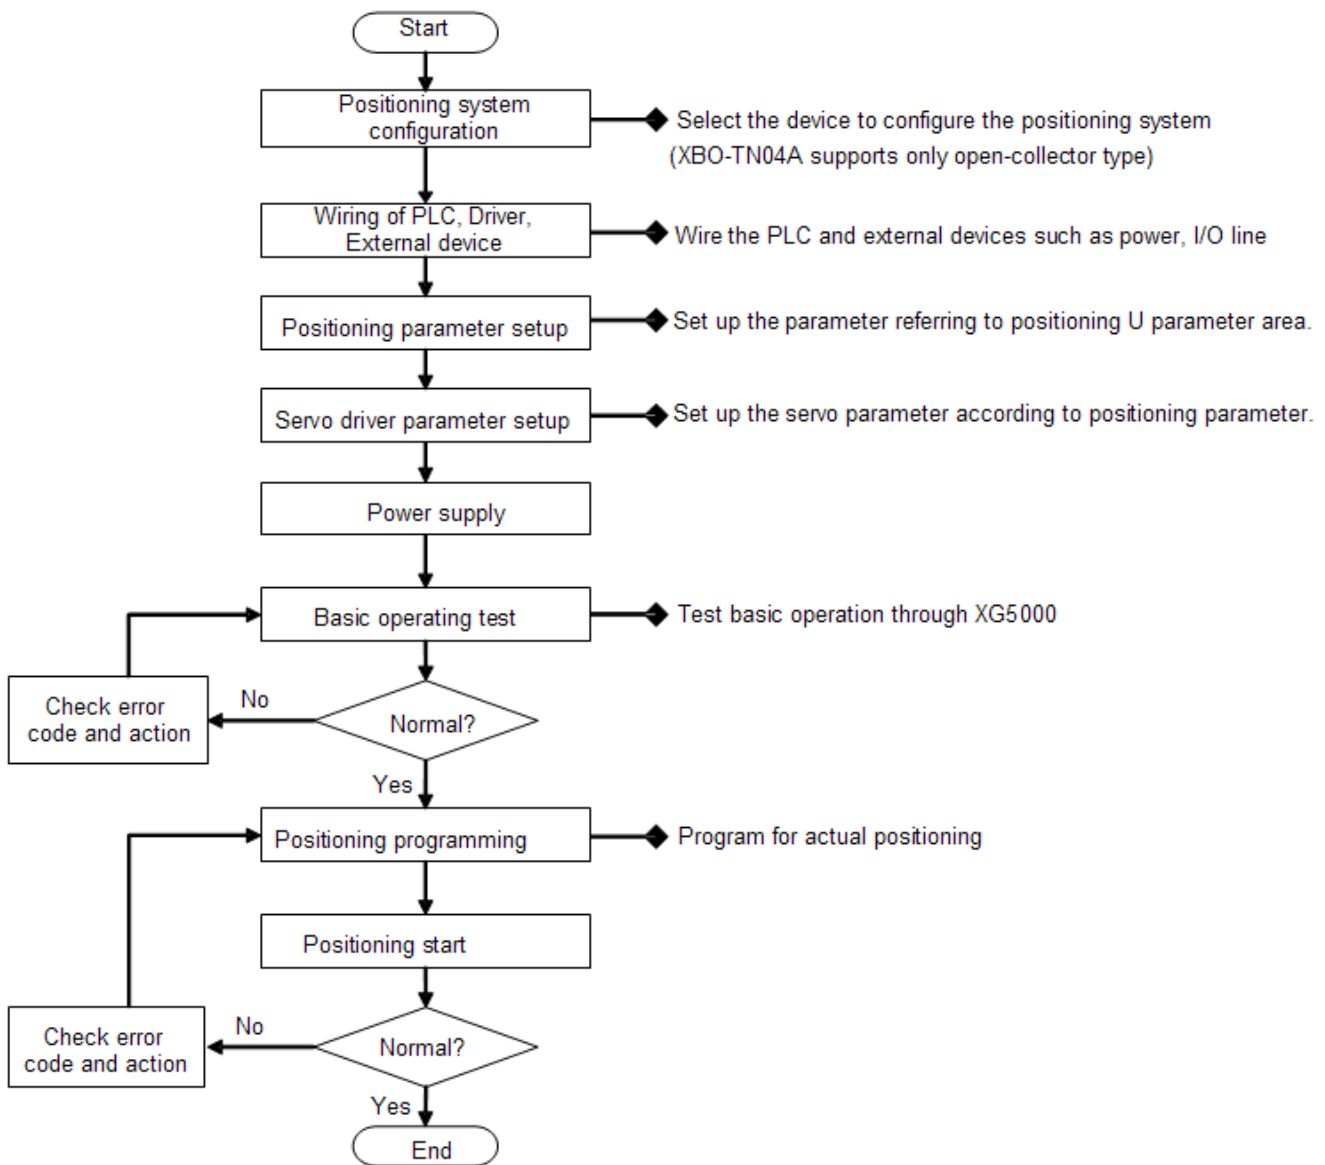 Start
Positioning system
configuration
Select the device to configure the positioning system
(XBO-TN04A supports only open-collector type)
Wiring of PLC, Driver,
External device
Wire the PLC and external devices such as power, I/O line
Positioning parameter setup
Set up the parameter referring to positioning U parameter area.
Servo driver parameter setup
Set up the servo parameter according to positioning parameter.
Power supply
Basic operating test
Test basic operation through XG5000
Check error
code and action
No
Normal?
Yes
Positioning programming
Program for actual positioning
Positioning start
Check error
code and action
No
Normal?
Yes
End